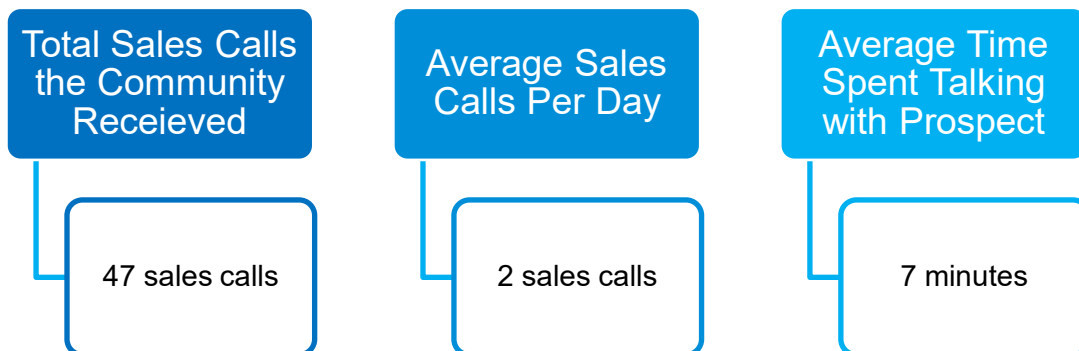 Total Sales Calls
the Community
Receieved
47 sales calls
Average Sales
Calls Per Day
2 sales calls
Average Time
Spent Talking
with Prospect
7 minutes